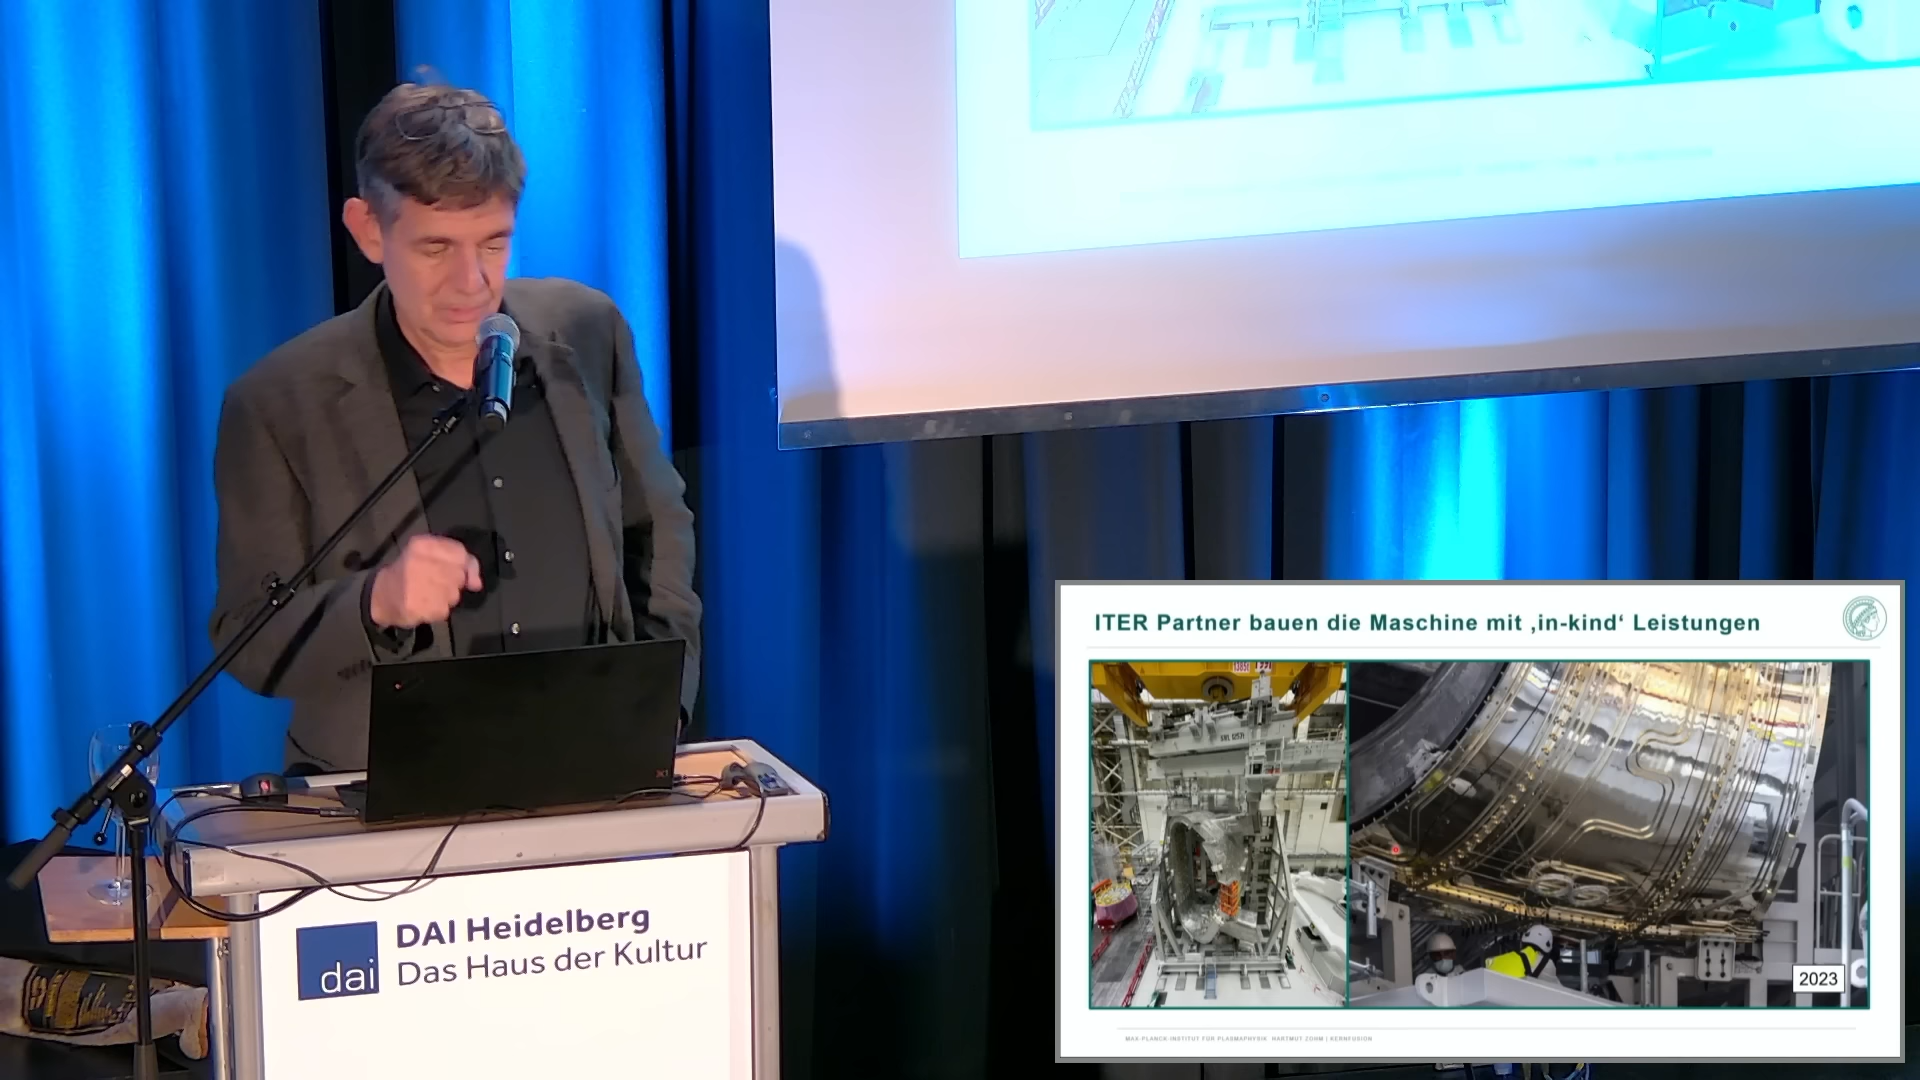 dai
DAI Heidelberg
Das Haus der Kultur
ITER Partner bauen die Maschine mit ‚in-kind‘ Leistungen
2023
MAX-PLANCK-INSTITUT FÜR PLASMAPHYSIK HARTMUT ZOHM | KERNFUSION